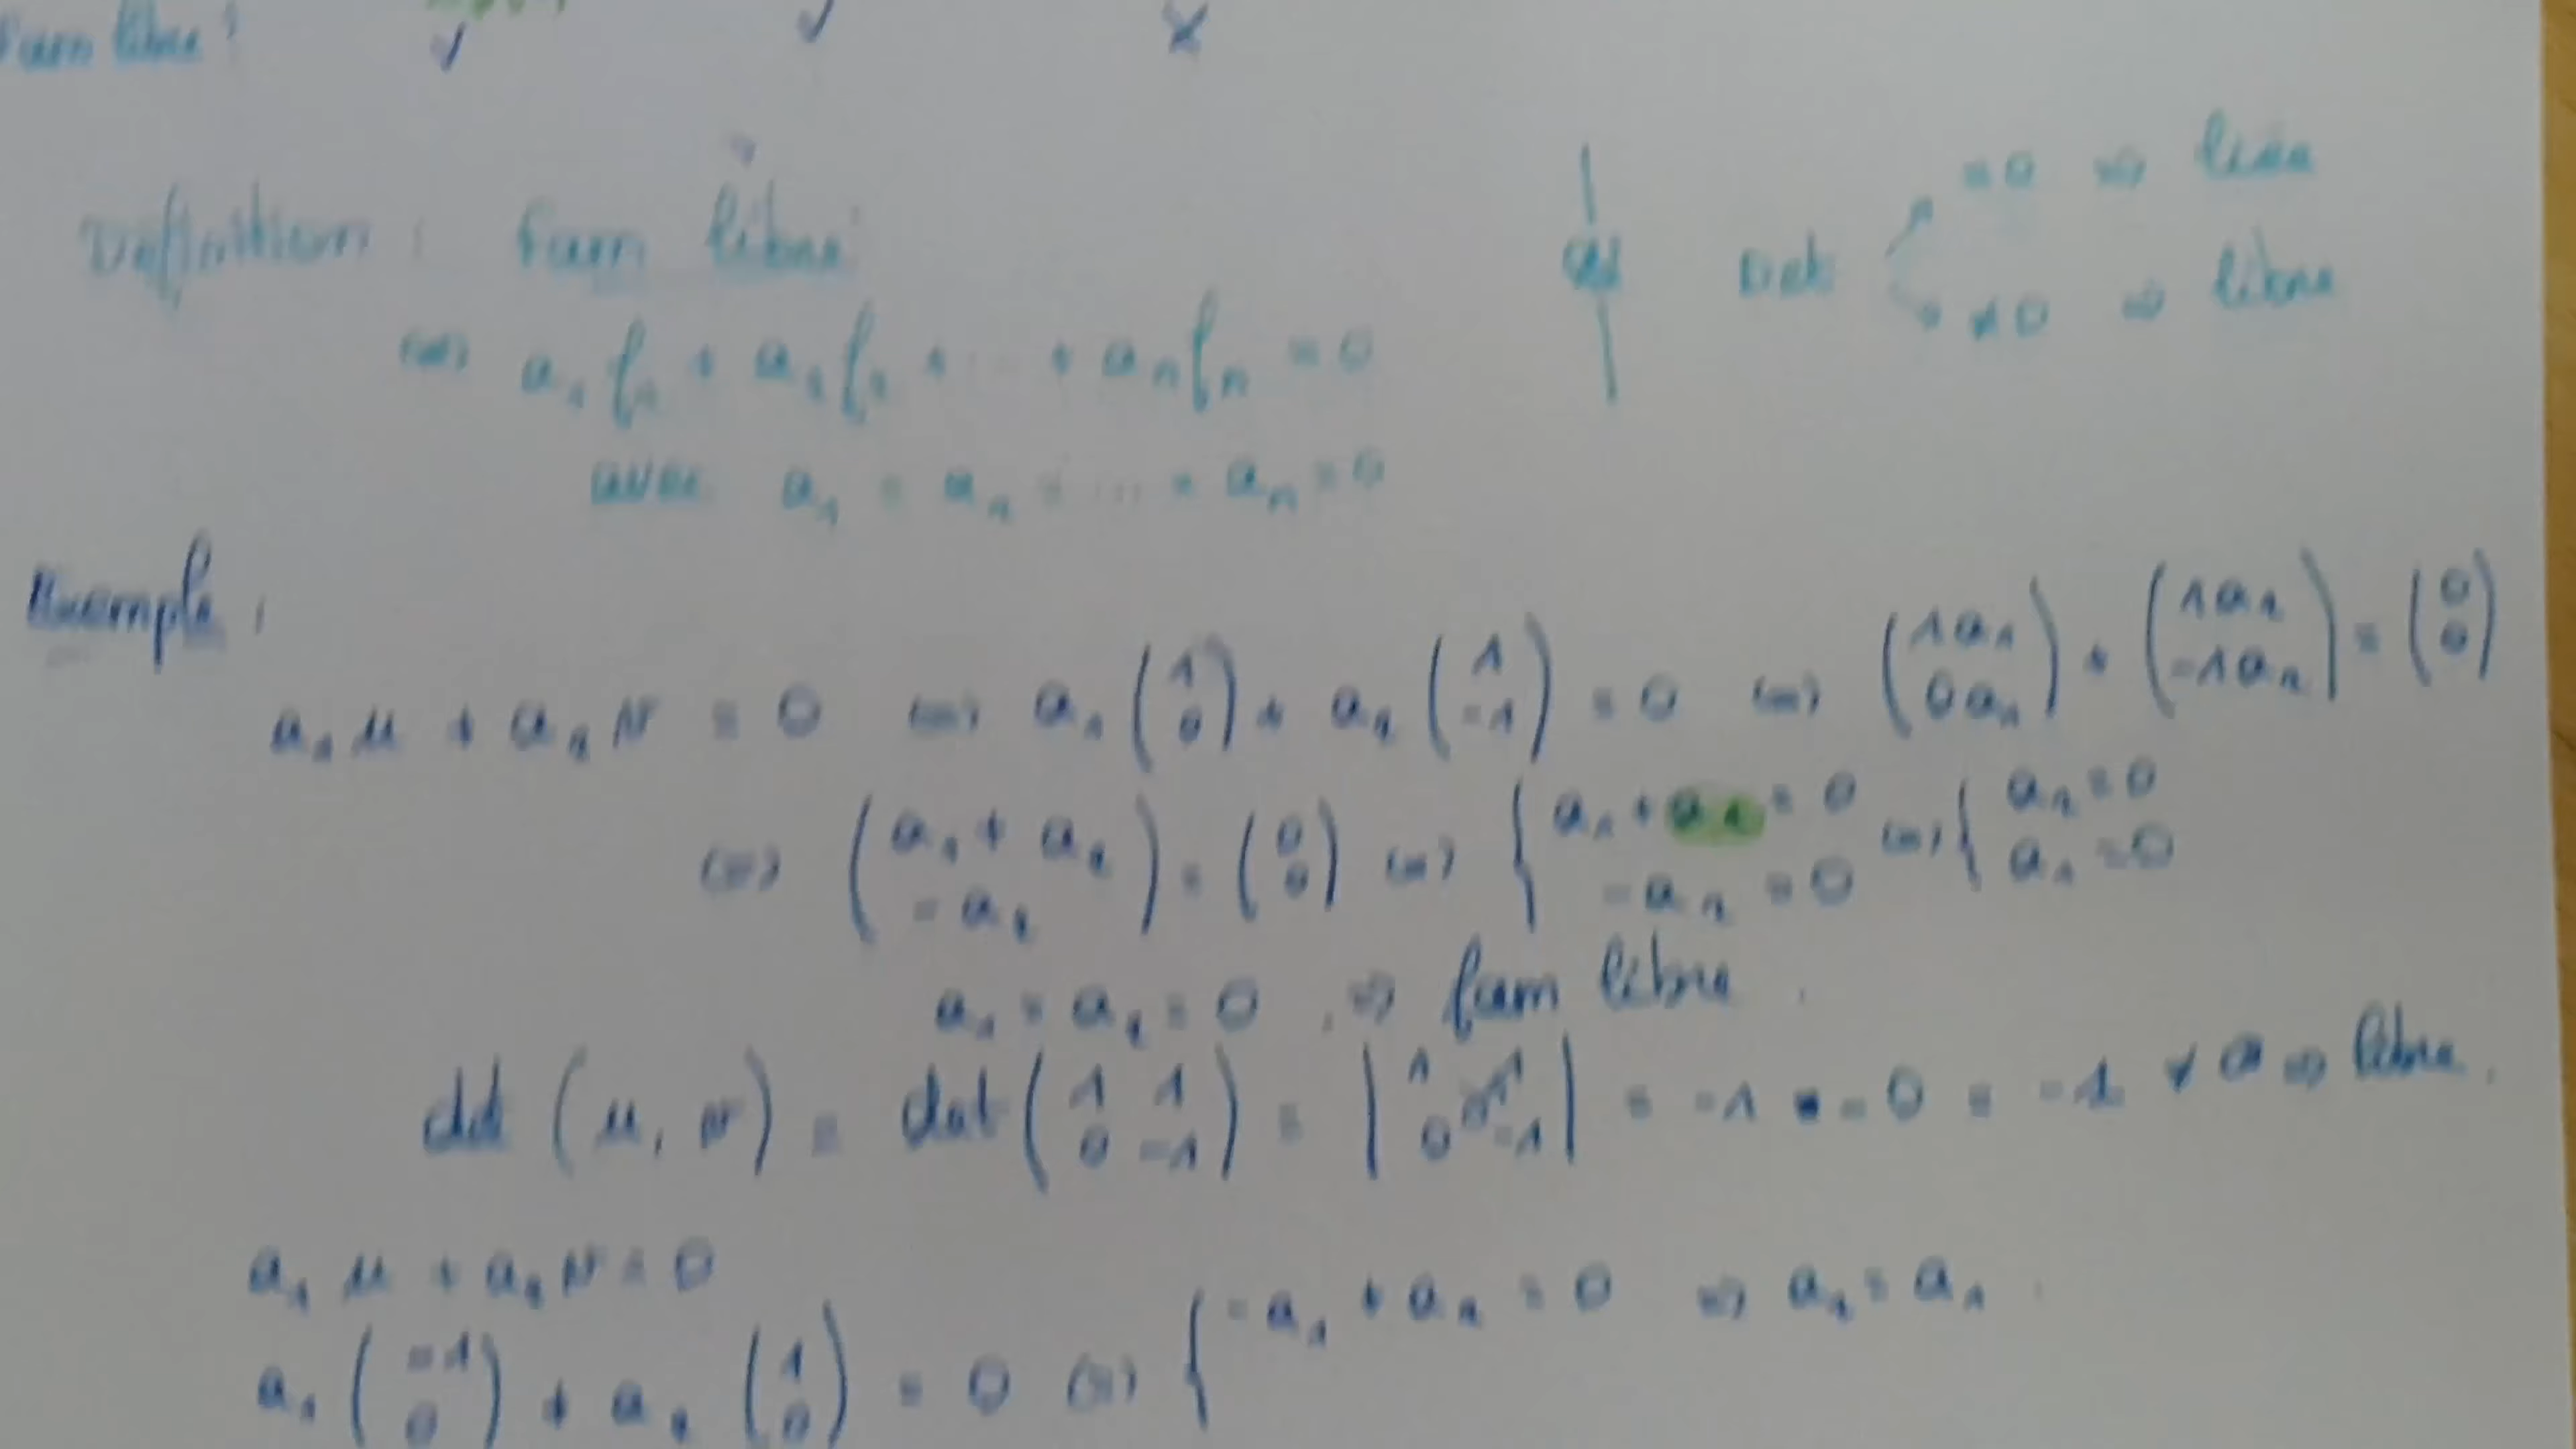 Fam libre ?
Définition : Fam libre
⟺ a₁f₁ + a₂f₂ + ... + aₙfₙ = 0
avec a₁ = a₂ = ... = aₙ = 0
ou
Det
= 0 ⇒ liée
≠ 0 ⇒ libre
Exemple :
a₁u + a₂v = 0 ⟺ a₁(1 0) + a₂(1 -1) = 0 ⟺ (1a₁ 0a₁) + (1a₂ -1a₂) = (0 0)
⟺ (a₁ + a₂ -a₂) = (0 0) ⟺ { a₁ + a₂ = 0 -a₂ = 0 ⟺ { a₂ = 0 a₁ = 0
a₁ = a₂ = 0 ⇒ fam libre.
det (u, v) = det (1 1 0 -1) = |1 1 0 -1| = -1 - 0 = -1 ≠ 0 ⇒ libre.
a₁u + a₂v = 0
a₁(-1 0) + a₂(1 0) = 0 ⟺ { -a₁ + a₂ = 0 ⇒ a₂ = a₁